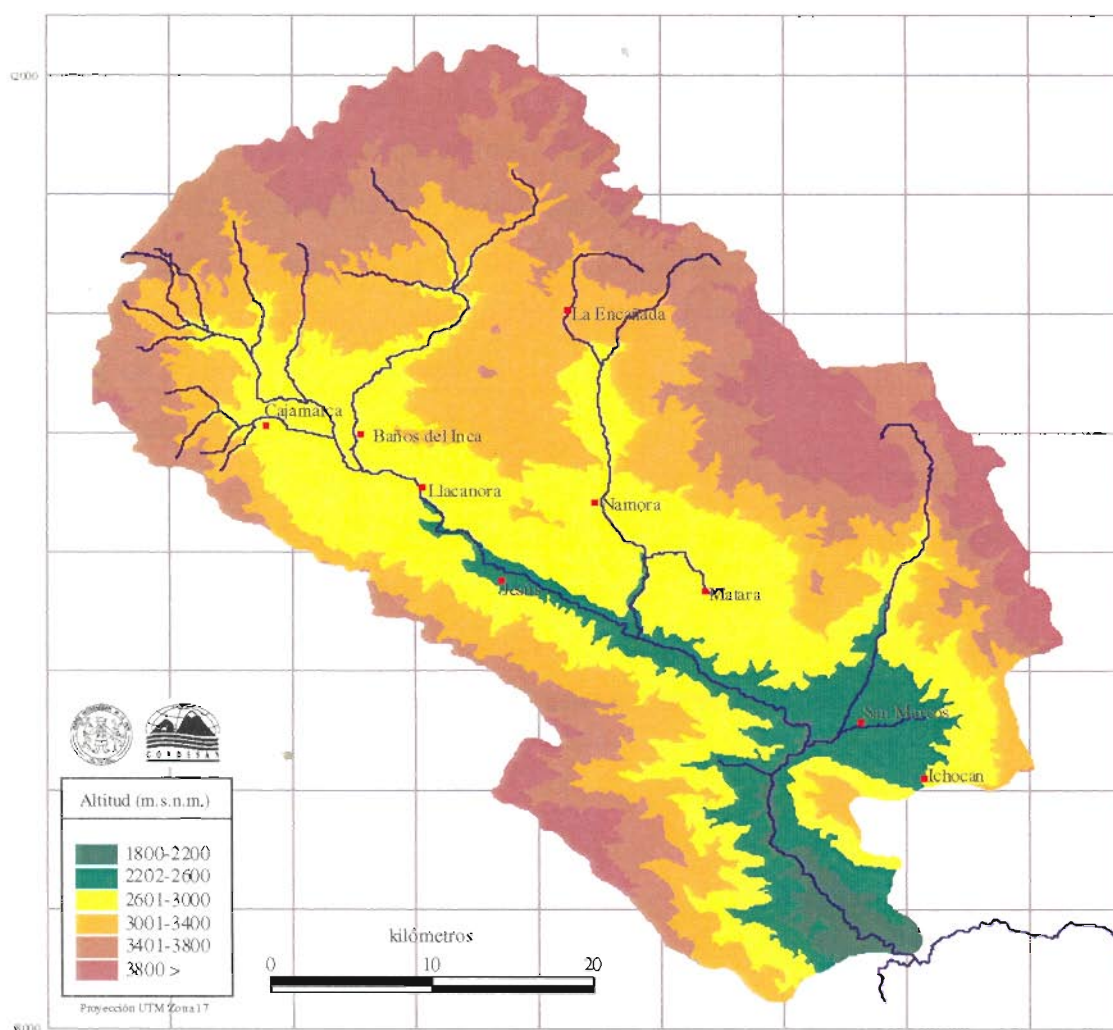 La Encañada
Cajamarca
Baños del Inca
Llacanora
Namora
Jesús
Matara
San Marcos
Ichocan
CONDESAN
Altitud (m.s.n.m.)
1800-2200
2202-2600
2601-3000
3001-3400
3401-3800
3800 >
kilómetros
0 10 20
Proyección UTM Zona 17